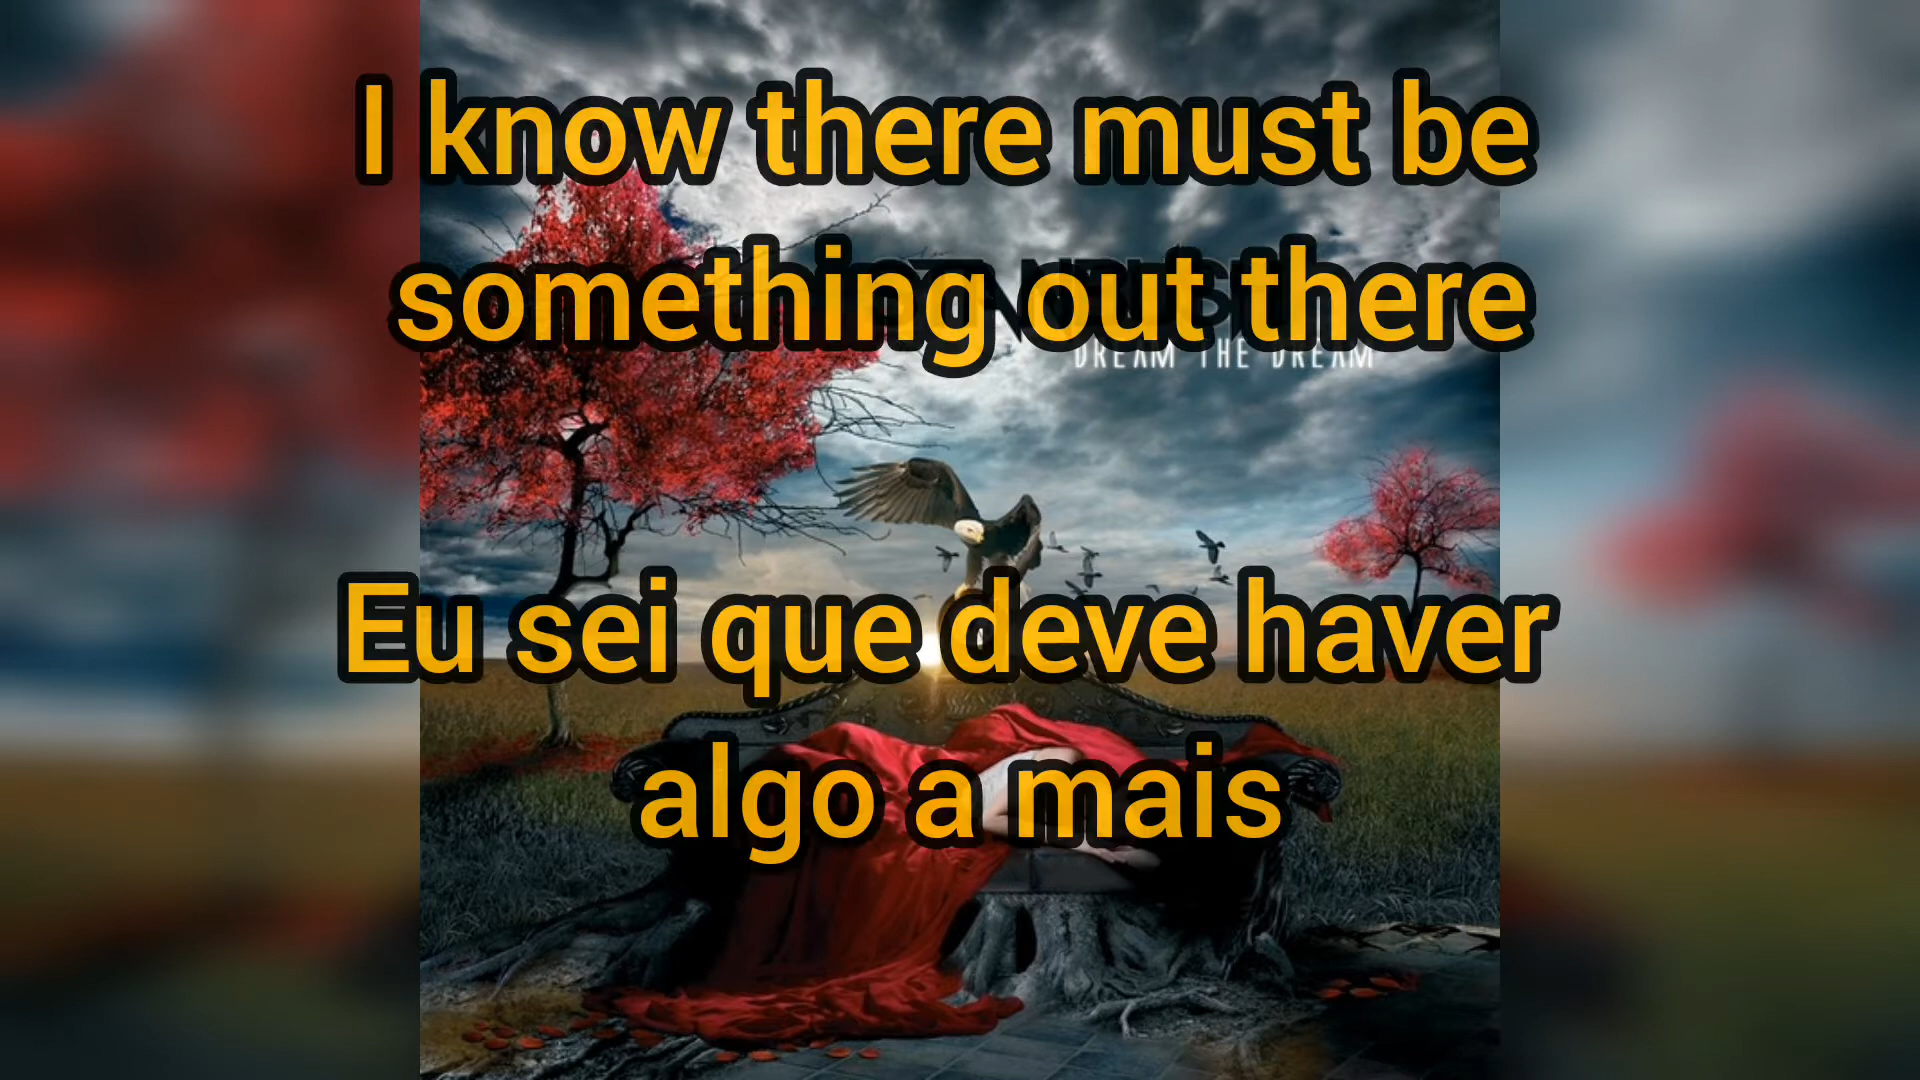 I know there must be
something out there
DREAM THE DREAM
Eu sei que deve haver
algo a mais